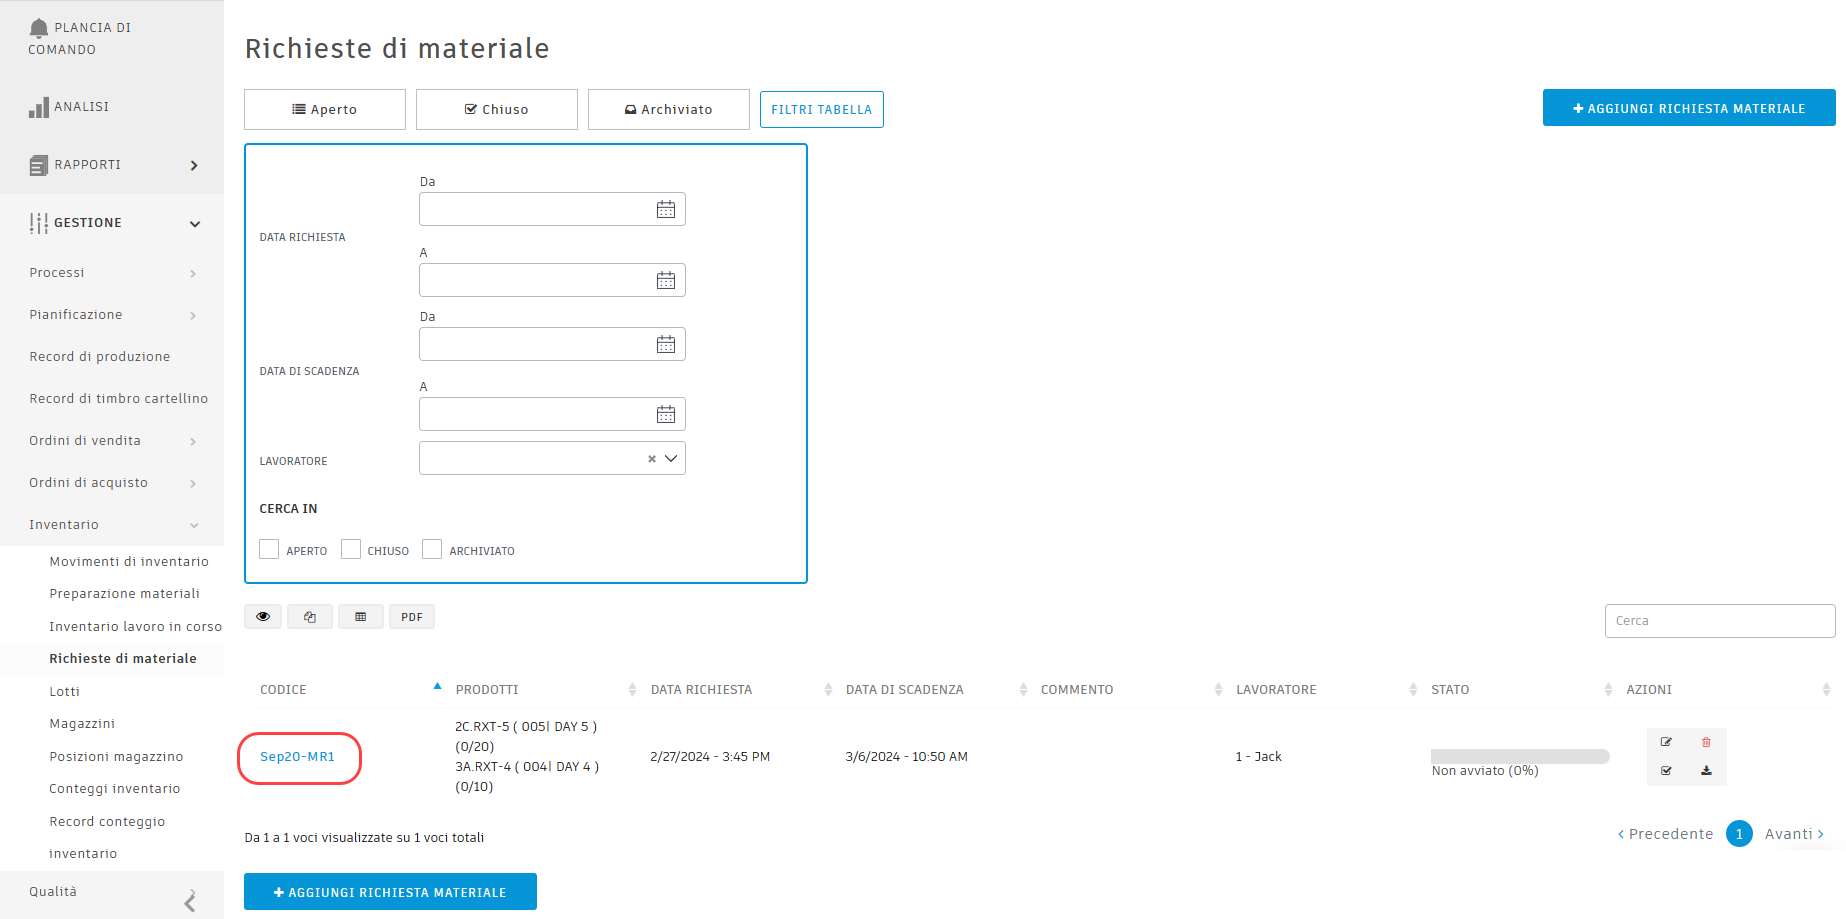 PLANCIA DI
COMANDO
ANALISI
RAPPORTI
GESTIONE
Processi
Pianificazione
Record di produzione
Record di timbro cartellino
Ordini di vendita
Ordini di acquisto
Inventario
Movimenti di inventario
Preparazione materiali
Inventario lavoro in corso
Richieste di materiale
Lotti
Magazzini
Posizioni magazzino
Conteggi inventario
Record conteggio
inventario
Qualità
Richieste di materiale
Aperto
Chiuso
Archiviato
FILTRI TABELLA
+ AGGIUNGI RICHIESTA MATERIALE
DATA RICHIESTA
Da
A
DATA DI SCADENZA
Da
A
LAVORATORE
CERCA IN
APERTO
CHIUSO
ARCHIVIATO
PDF
Cerca
CODICE
PRODOTTI
DATA RICHIESTA
DATA DI SCADENZA
COMMENTO
LAVORATORE
STATO
AZIONI
Sep20-MR1
2C.RXT-5 ( 005| DAY 5 )
(0/20)
3A.RXT-4 ( 004| DAY 4 )
(0/10)
2/27/2024 - 3:45 PM
3/6/2024 - 10:50 AM
1 - Jack
Non avviato (0%)
Da 1 a 1 voci visualizzate su 1 voci totali
‹ Precedente
1
Avanti ›
+ AGGIUNGI RICHIESTA MATERIALE